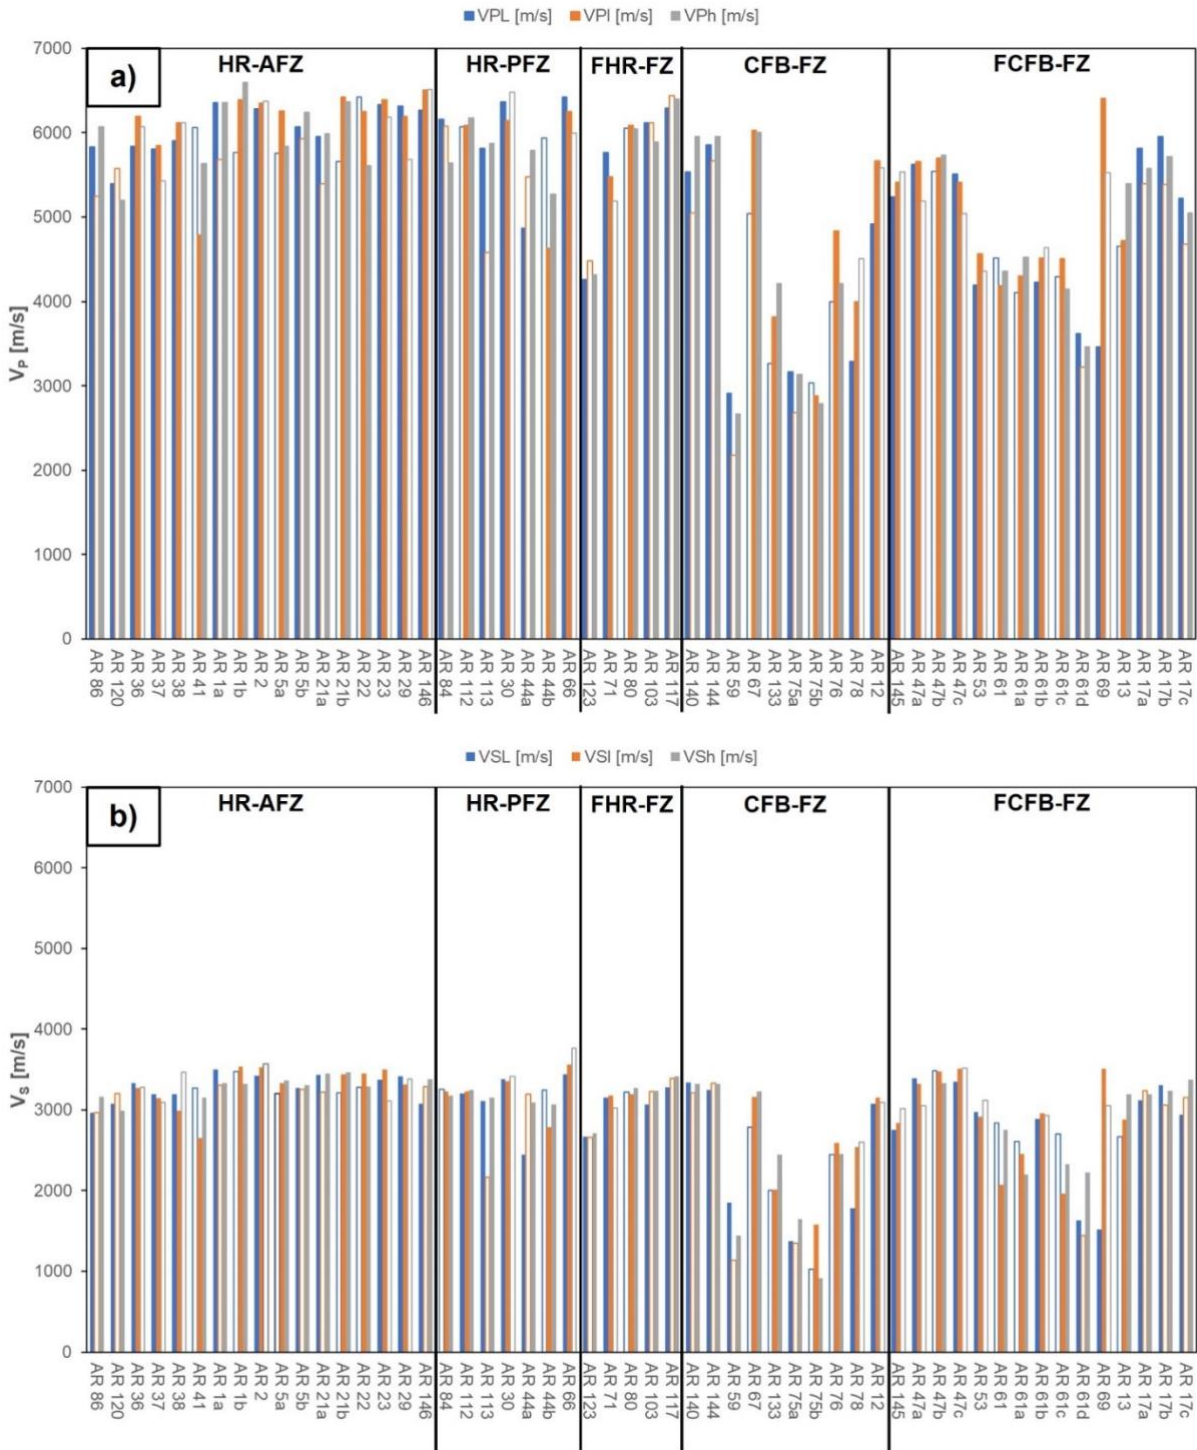 VPL [m/s] VPl [m/s] VPh [m/s]
a)
HR-AFZ HR-PFZ FHR-FZ CFB-FZ FCFB-FZ
7000
6000
5000
4000
3000
2000
1000
0
VP [m/s]
AR 86
AR 120
AR 36
AR 37
AR 38
AR 41
AR 1a
AR 1b
AR 2
AR 5a
AR 5b
AR 21a
AR 21b
AR 22
AR 23
AR 29
AR 146
AR 84
AR 112
AR 113
AR 30
AR 44a
AR 44b
AR 66
AR 123
AR 71
AR 80
AR 103
AR 117
AR 140
AR 144
AR 59
AR 67
AR 133
AR 75a
AR 75b
AR 76
AR 78
AR 12
AR 145
AR 47a
AR 47b
AR 47c
AR 53
AR 61
AR 61a
AR 61b
AR 61c
AR 61d
AR 69
AR 13
AR 17a
AR 17b
AR 17c
VSL [m/s] VSl [m/s] VSh [m/s]
b)
HR-AFZ HR-PFZ FHR-FZ CFB-FZ FCFB-FZ
7000
6000
5000
4000
3000
2000
1000
0
VS [m/s]
AR 86
AR 120
AR 36
AR 37
AR 38
AR 41
AR 1a
AR 1b
AR 2
AR 5a
AR 5b
AR 21a
AR 21b
AR 22
AR 23
AR 29
AR 146
AR 84
AR 112
AR 113
AR 30
AR 44a
AR 44b
AR 66
AR 123
AR 71
AR 80
AR 103
AR 117
AR 140
AR 144
AR 59
AR 67
AR 133
AR 75a
AR 75b
AR 76
AR 78
AR 12
AR 145
AR 47a
AR 47b
AR 47c
AR 53
AR 61
AR 61a
AR 61b
AR 61c
AR 61d
AR 69
AR 13
AR 17a
AR 17b
AR 17c